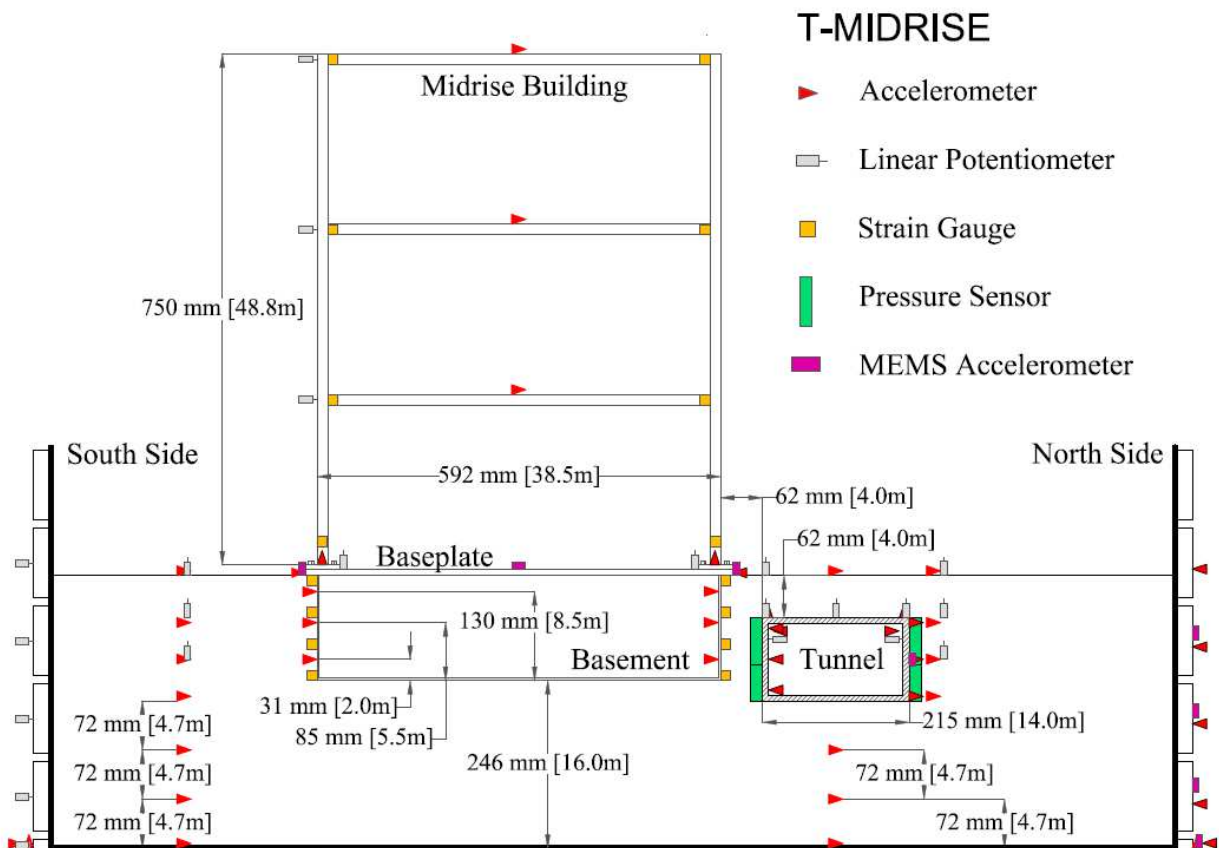 T-MIDRISE
Accelerometer
Linear Potentiometer
Strain Gauge
Pressure Sensor
MEMS Accelerometer
Midrise Building
750 mm [48.8m]
South Side
North Side
592 mm [38.5m]
62 mm [4.0m]
62 mm [4.0m]
Baseplate
130 mm [8.5m]
Basement
Tunnel
31 mm [2.0m]
85 mm [5.5m]
215 mm [14.0m]
246 mm [16.0m]
72 mm [4.7m]
72 mm [4.7m]
72 mm [4.7m]
72 mm [4.7m]
72 mm [4.7m]